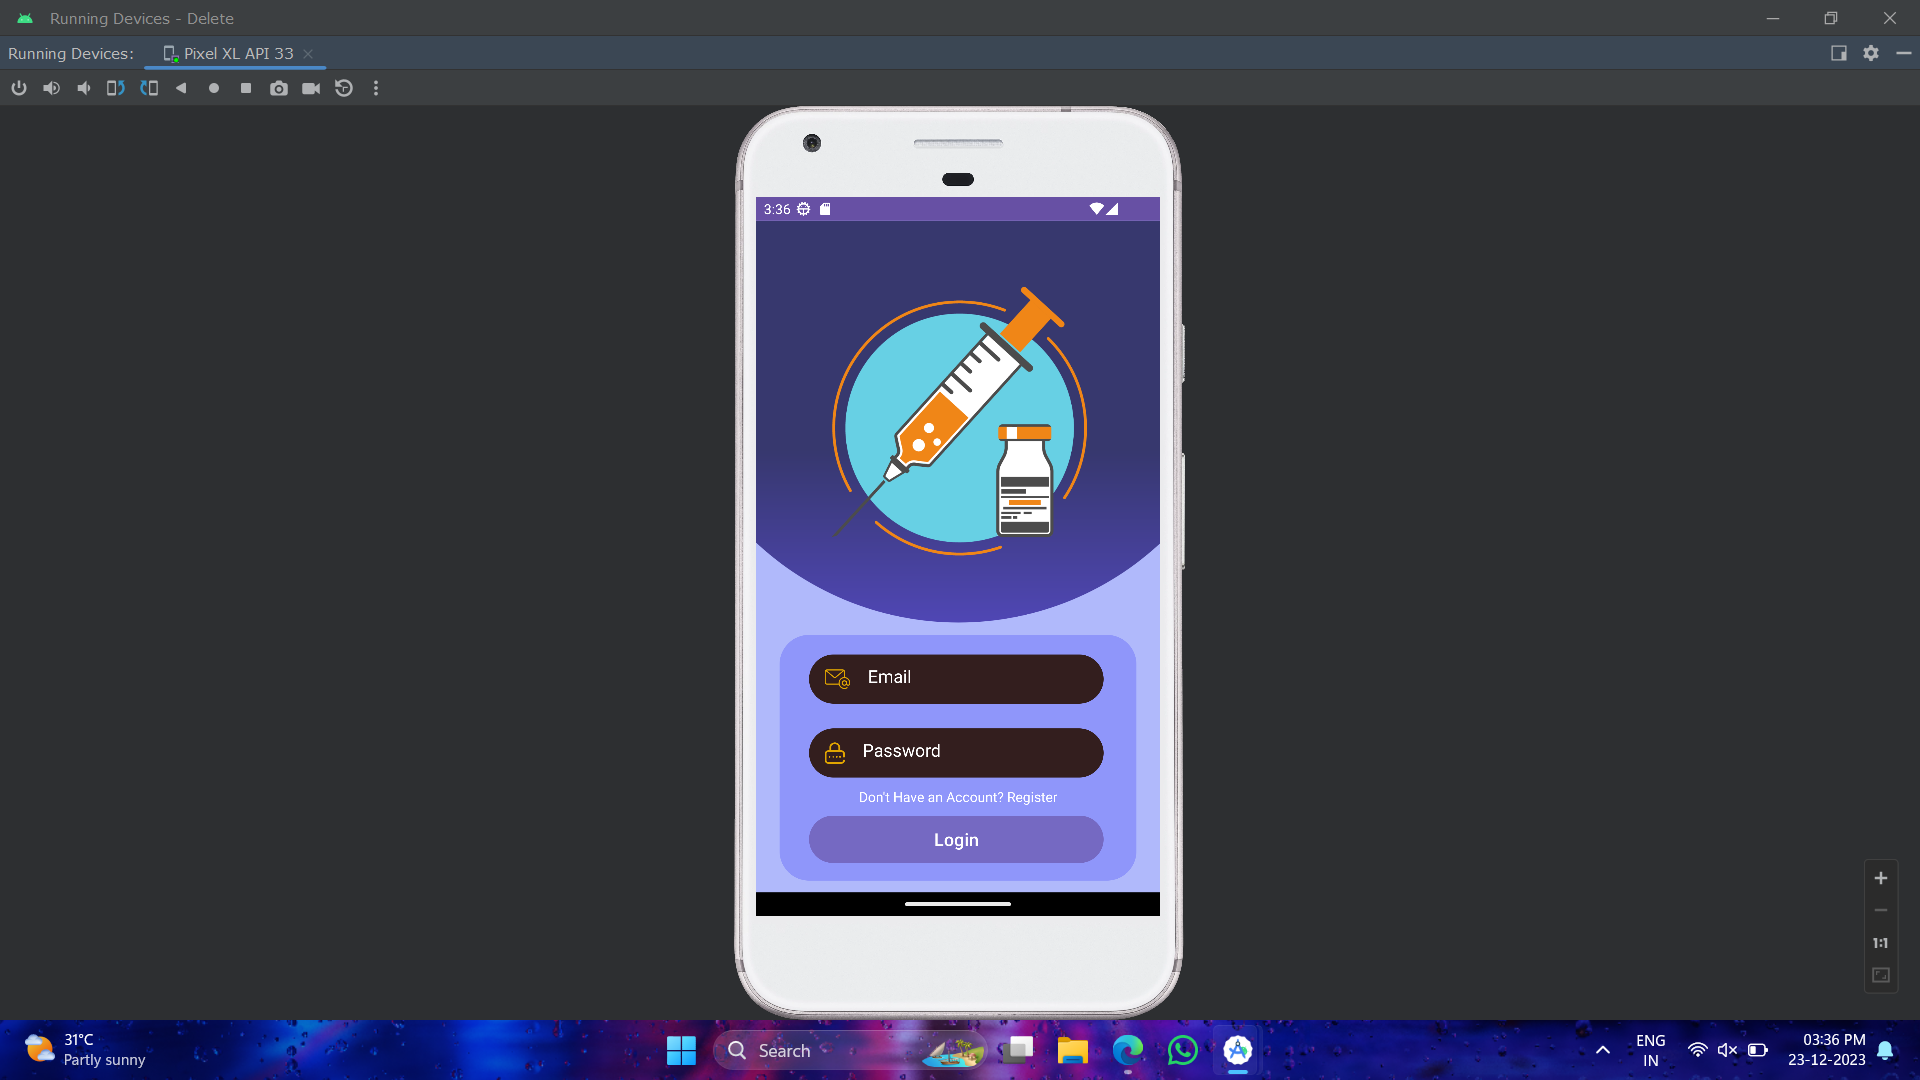 Running Devices - Delete
Running Devices:
Pixel XL API 33
3:36
Email
Password
Don't Have an Account? Register
Login
1:1
31°C
Partly sunny
Search
ENG
IN
03:36 PM
23-12-2023